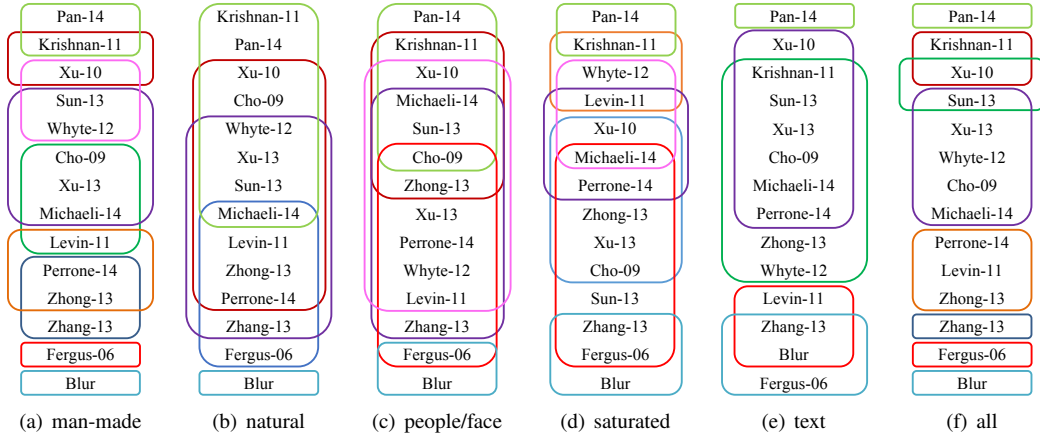 Pan-14
Krishnan-11
Xu-10
Sun-13
Whyte-12
Cho-09
Xu-13
Michaeli-14
Levin-11
Perrone-14
Zhong-13
Zhang-13
Fergus-06
Blur
(a) man-made
Krishnan-11
Pan-14
Xu-10
Cho-09
Whyte-12
Xu-13
Sun-13
Michaeli-14
Levin-11
Zhong-13
Perrone-14
Zhang-13
Fergus-06
Blur
(b) natural
Pan-14
Krishnan-11
Xu-10
Michaeli-14
Sun-13
Cho-09
Zhong-13
Xu-13
Perrone-14
Whyte-12
Levin-11
Zhang-13
Fergus-06
Blur
(c) people/face
Pan-14
Krishnan-11
Whyte-12
Levin-11
Xu-10
Michaeli-14
Perrone-14
Zhong-13
Xu-13
Cho-09
Sun-13
Zhang-13
Fergus-06
Blur
(d) saturated
Pan-14
Xu-10
Krishnan-11
Sun-13
Xu-13
Cho-09
Michaeli-14
Perrone-14
Zhong-13
Whyte-12
Levin-11
Zhang-13
Blur
Fergus-06
(e) text
Pan-14
Krishnan-11
Xu-10
Sun-13
Xu-13
Whyte-12
Cho-09
Michaeli-14
Perrone-14
Levin-11
Zhong-13
Zhang-13
Fergus-06
Blur
(f) all